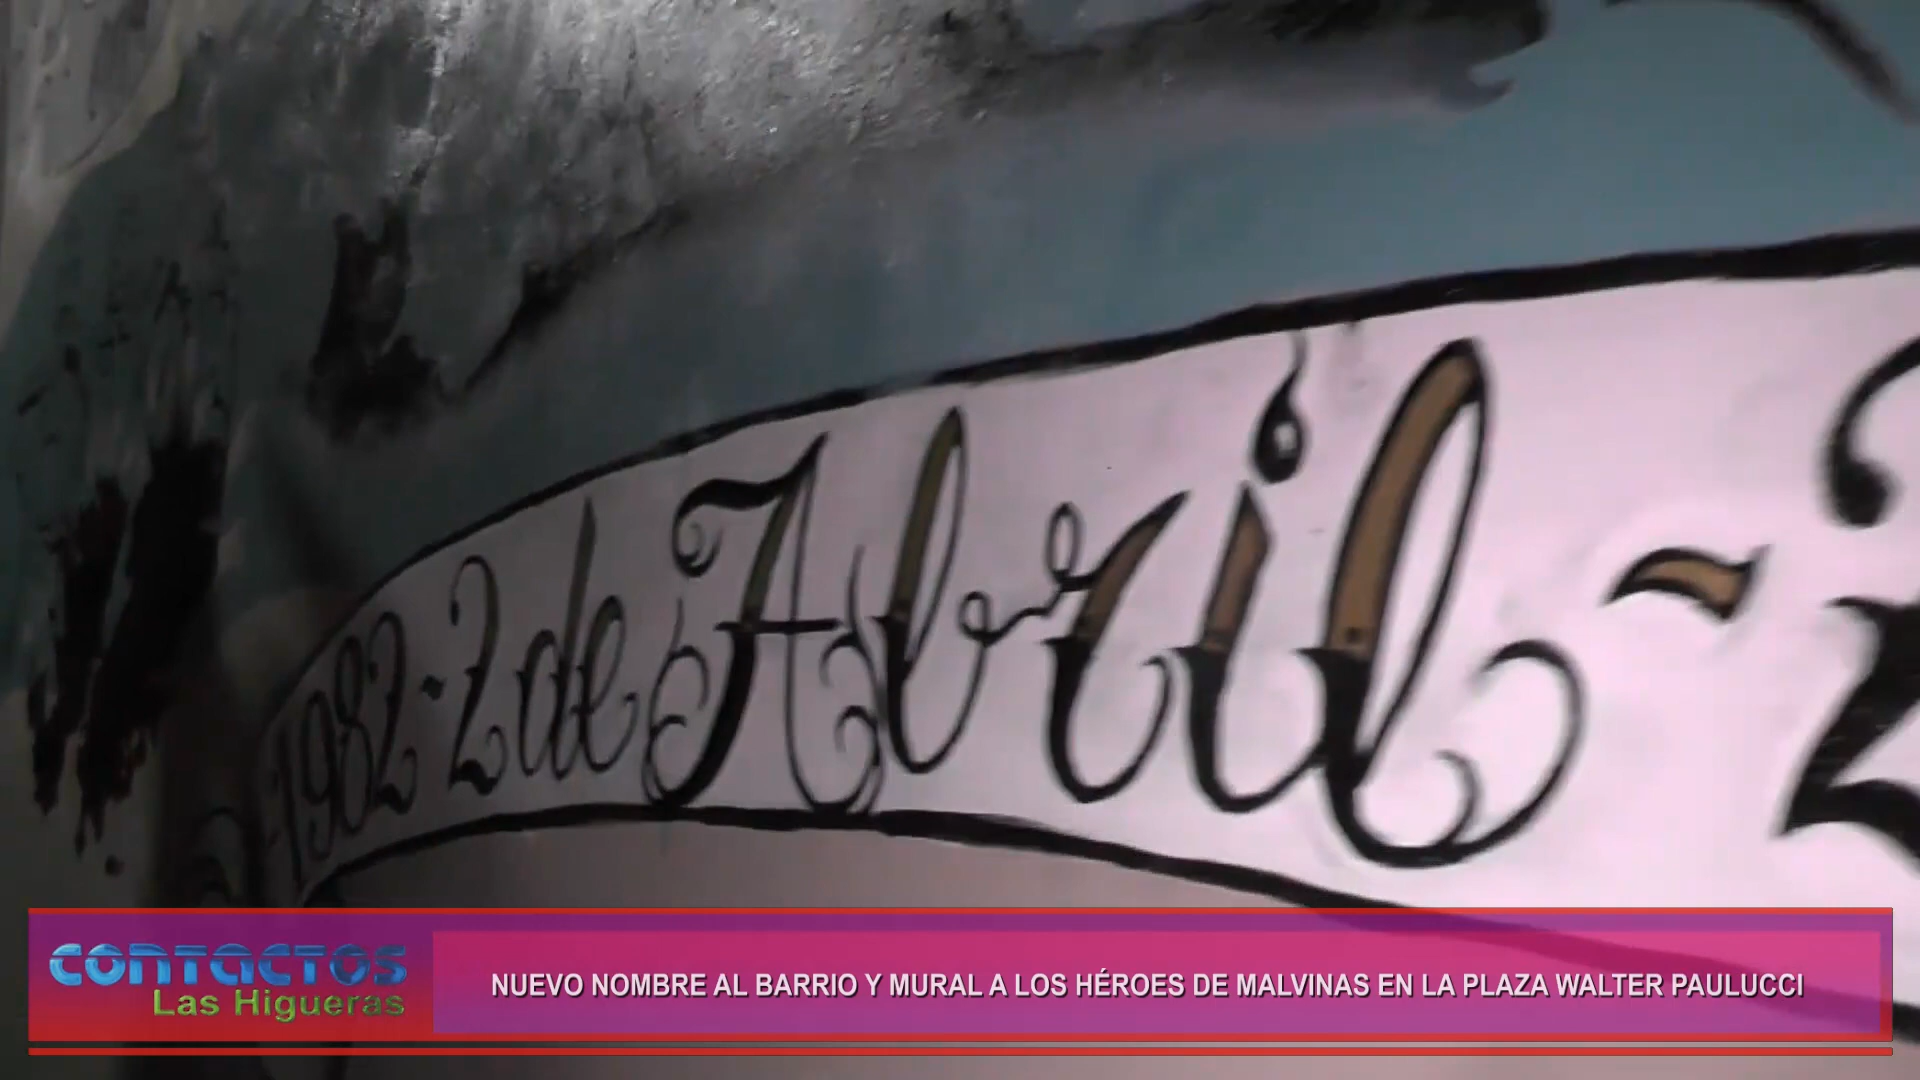 1982-2 de Abril -
CONTACTOS
Las Higueras
NUEVO NOMBRE AL BARRIO Y MURAL A LOS HÉROES DE MALVINAS EN LA PLAZA WALTER PAULUCCI